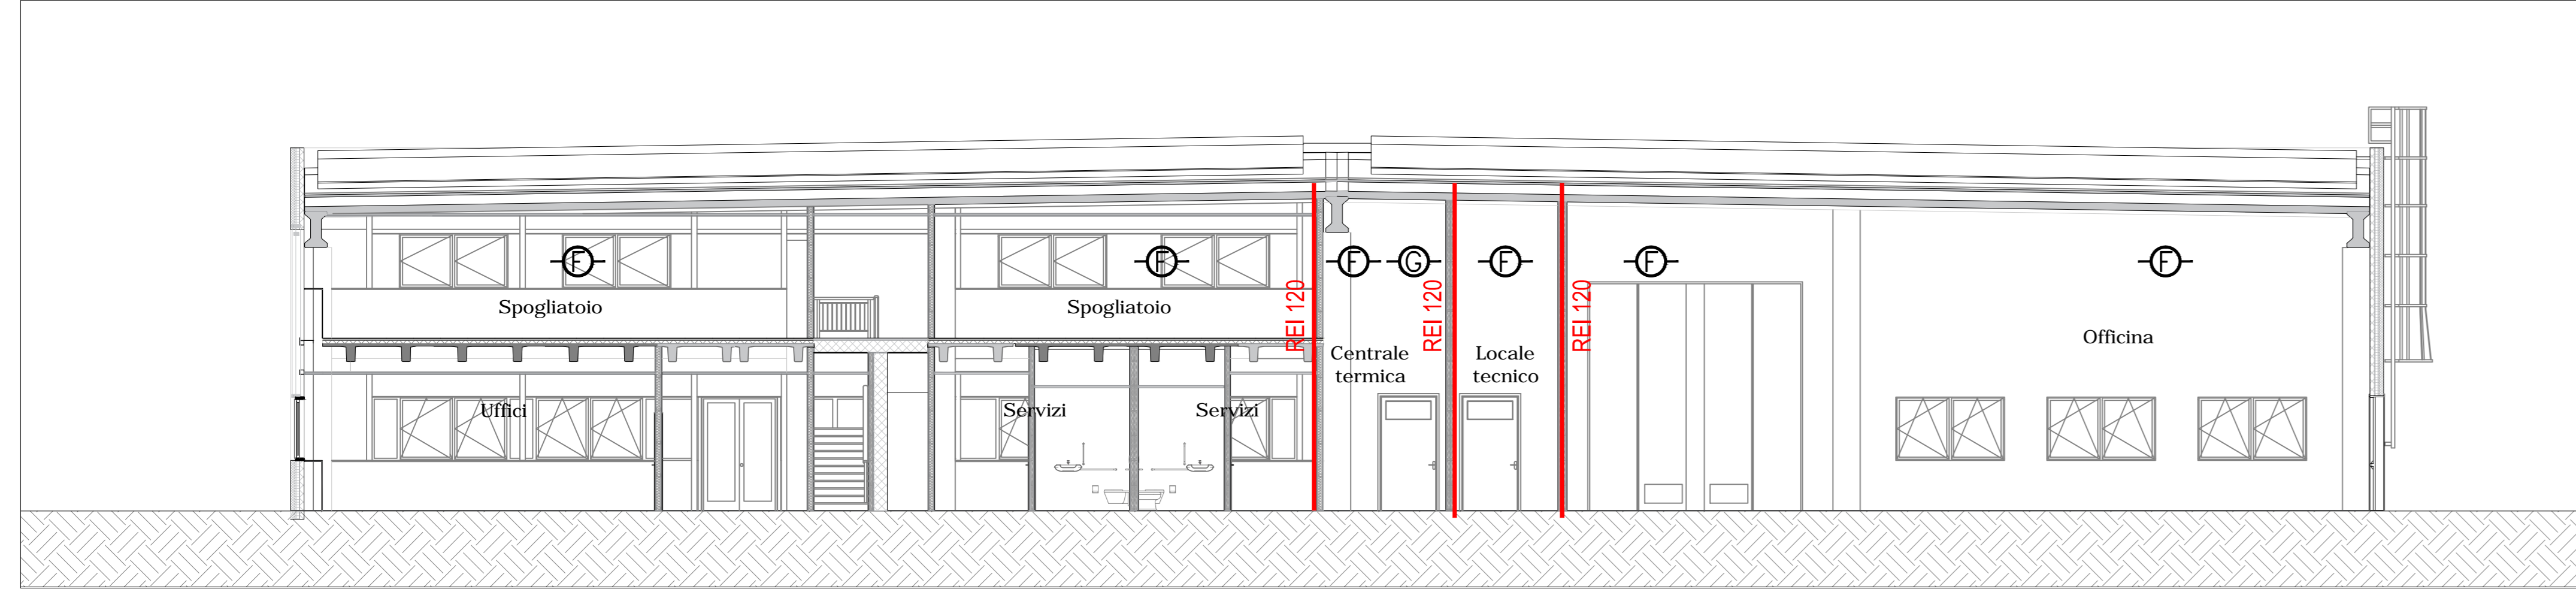 F
F
F
G
F
F
F
Spogliatoio
Spogliatoio
REI 120
REI 120
REI 120
Officina
Centrale
termica
Locale
tecnico
Uffici
Servizi
Servizi